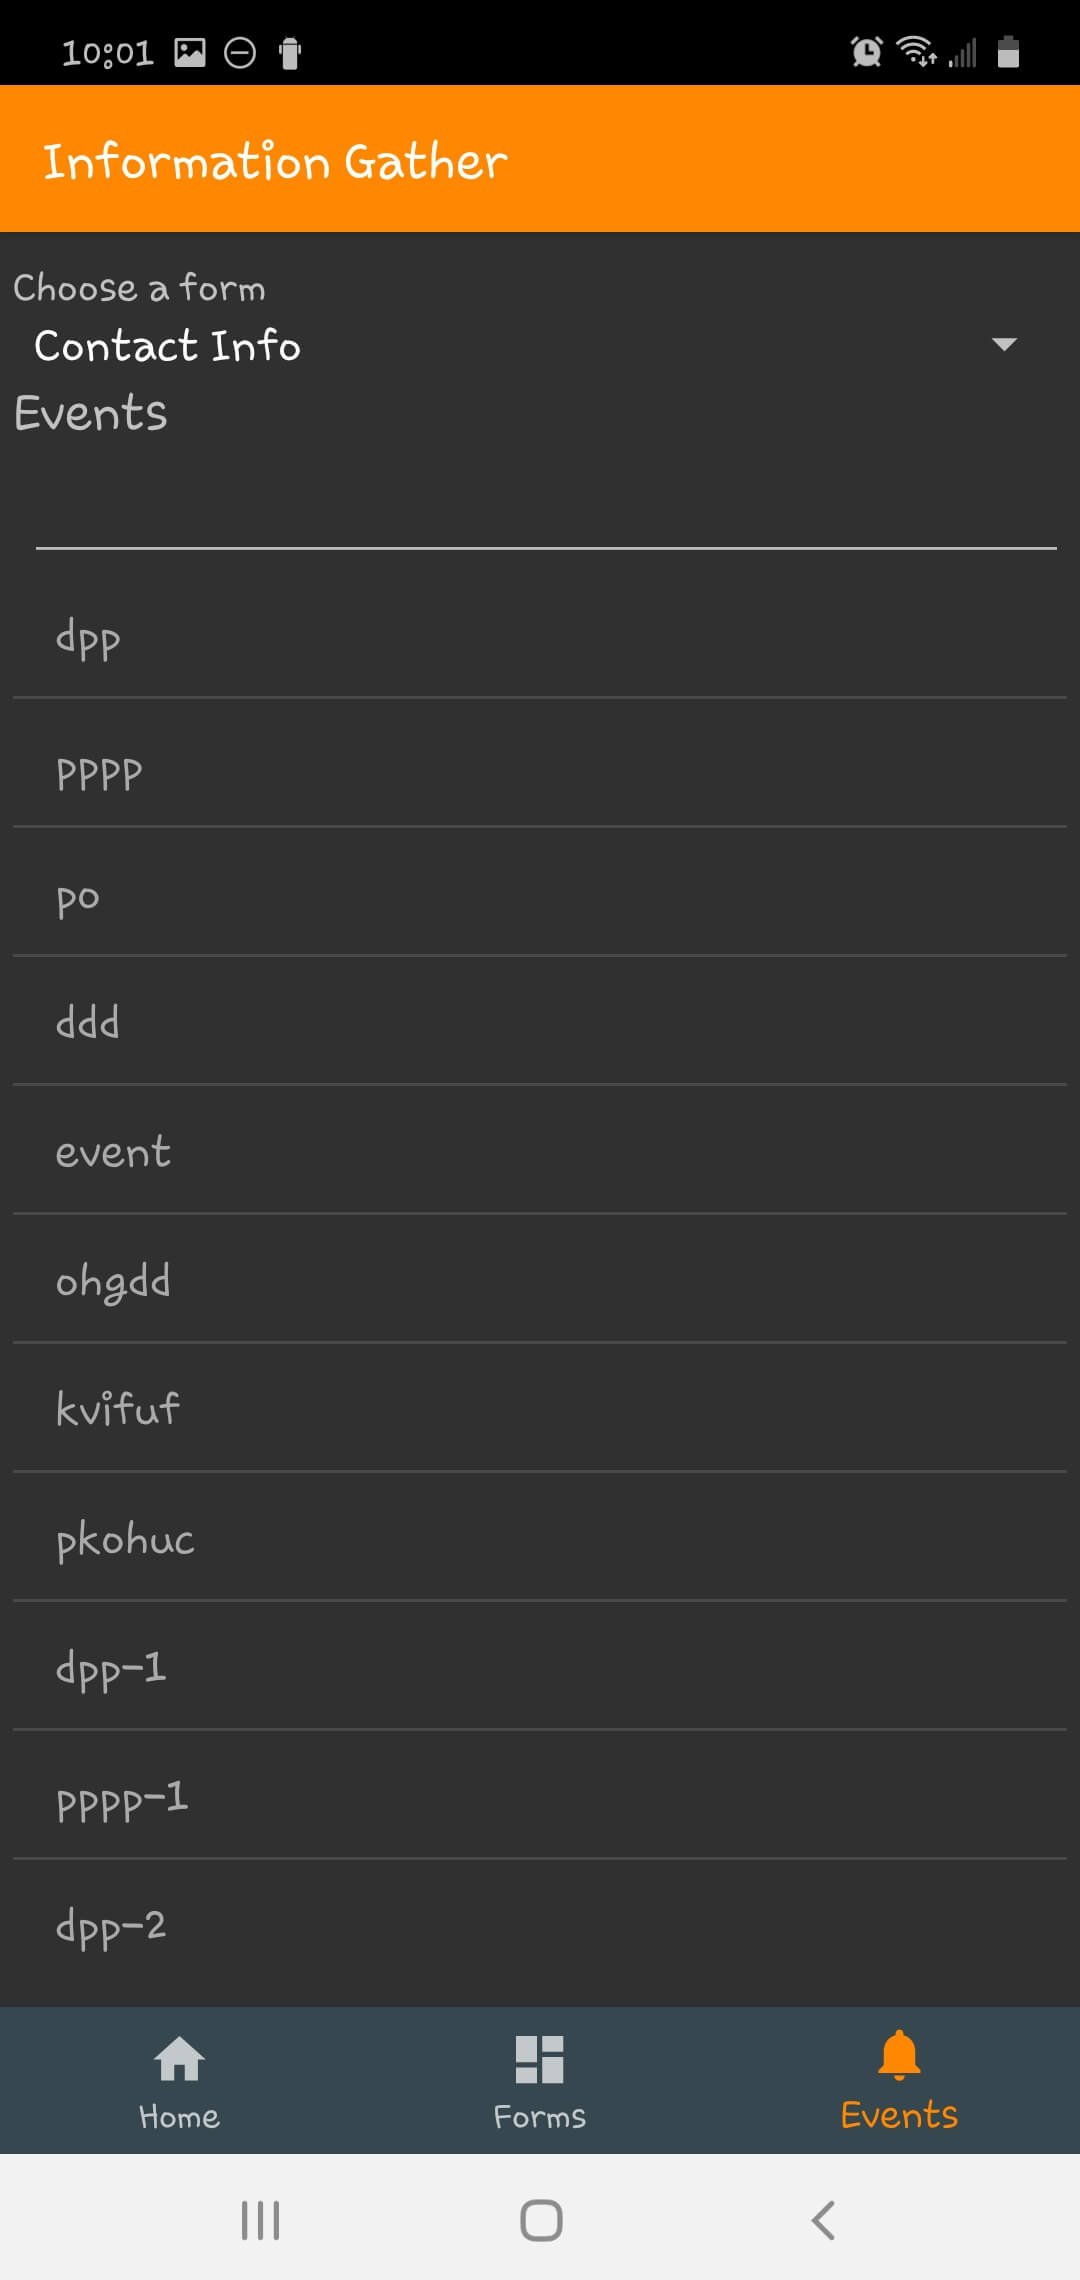 10:01
Information Gather
Choose a form
Contact Info
Events
dpp
pppp
po
ddd
event
ohgdd
kvifuf
pkohuc
dpp-1
pppp-1
dpp-2
Home
Forms
Events